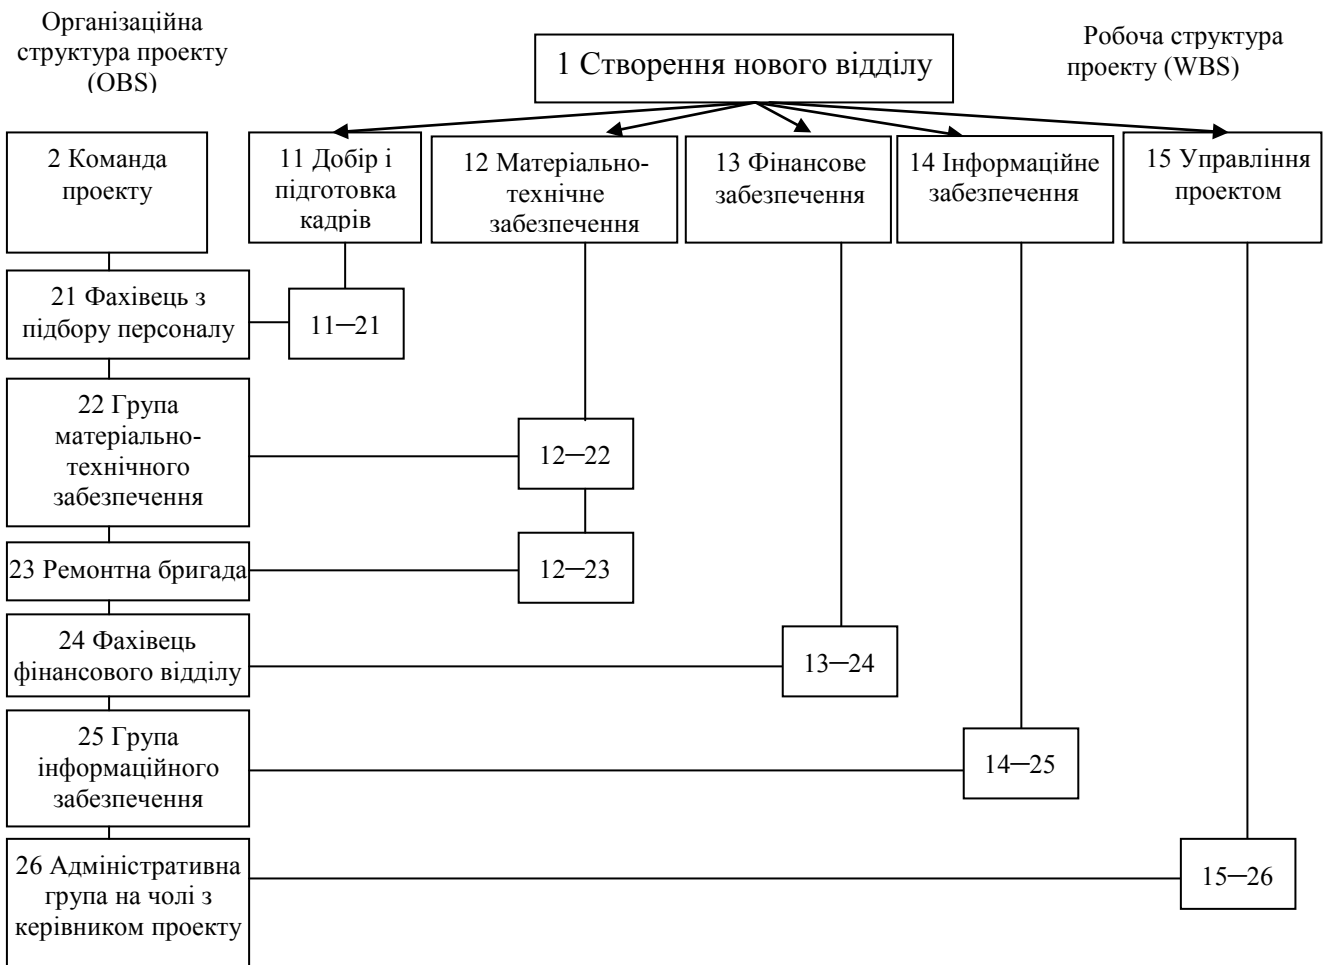 Організаційна
структура проекту
(OBS)
1 Створення нового відділу
Робоча структура
проекту (WBS)
2 Команда
проекту
11 Добір і
підготовка
кадрів
12 Матеріально-
технічне
забезпечення
13 Фінансове
забезпечення
14 Інформаційне
забезпечення
15 Управління
проектом
21 Фахівець з
підбору персоналу
11—21
22 Група
матеріально-
технічного
забезпечення
12—22
23 Ремонтна бригада
12—23
24 Фахівець
фінансового відділу
13—24
25 Група
інформаційного
забезпечення
14—25
26 Адміністративна
група на чолі з
керівником проекту
15—26